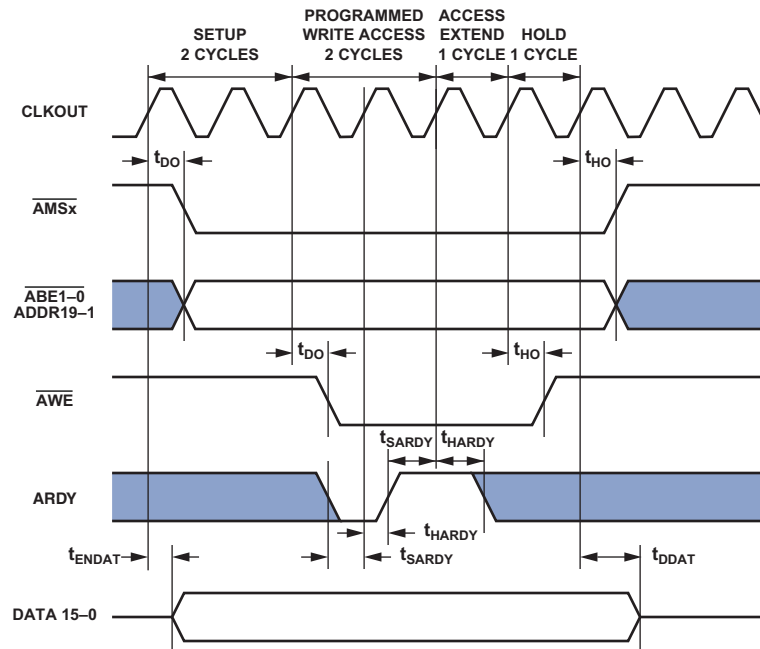 SETUP
2 CYCLES
PROGRAMMED
WRITE ACCESS
2 CYCLES
ACCESS
EXTEND
1 CYCLE
HOLD
1 CYCLE
CLKOUT
tDO
tHO
AMSx
ABE1–0
ADDR19–1
tDO
tHO
AWE
tSARDY
tHARDY
ARDY
tHARDY
tENDAT
tSARDY
tDDAT
DATA 15–0